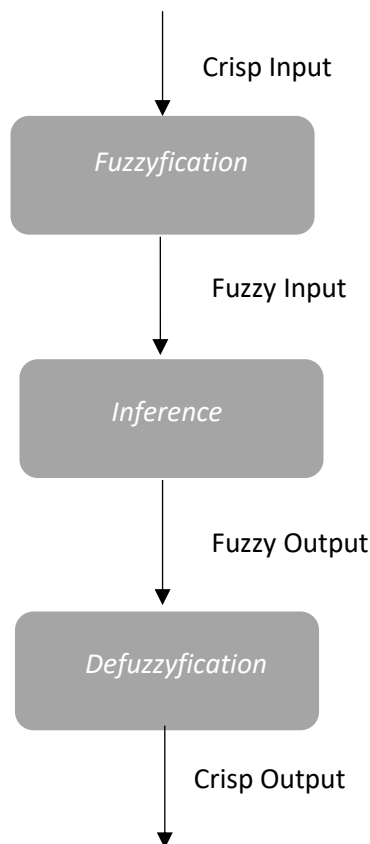 Crisp Input
Fuzzyfication
Fuzzy Input
Inference
Fuzzy Output
Defuzzyfication
Crisp Output